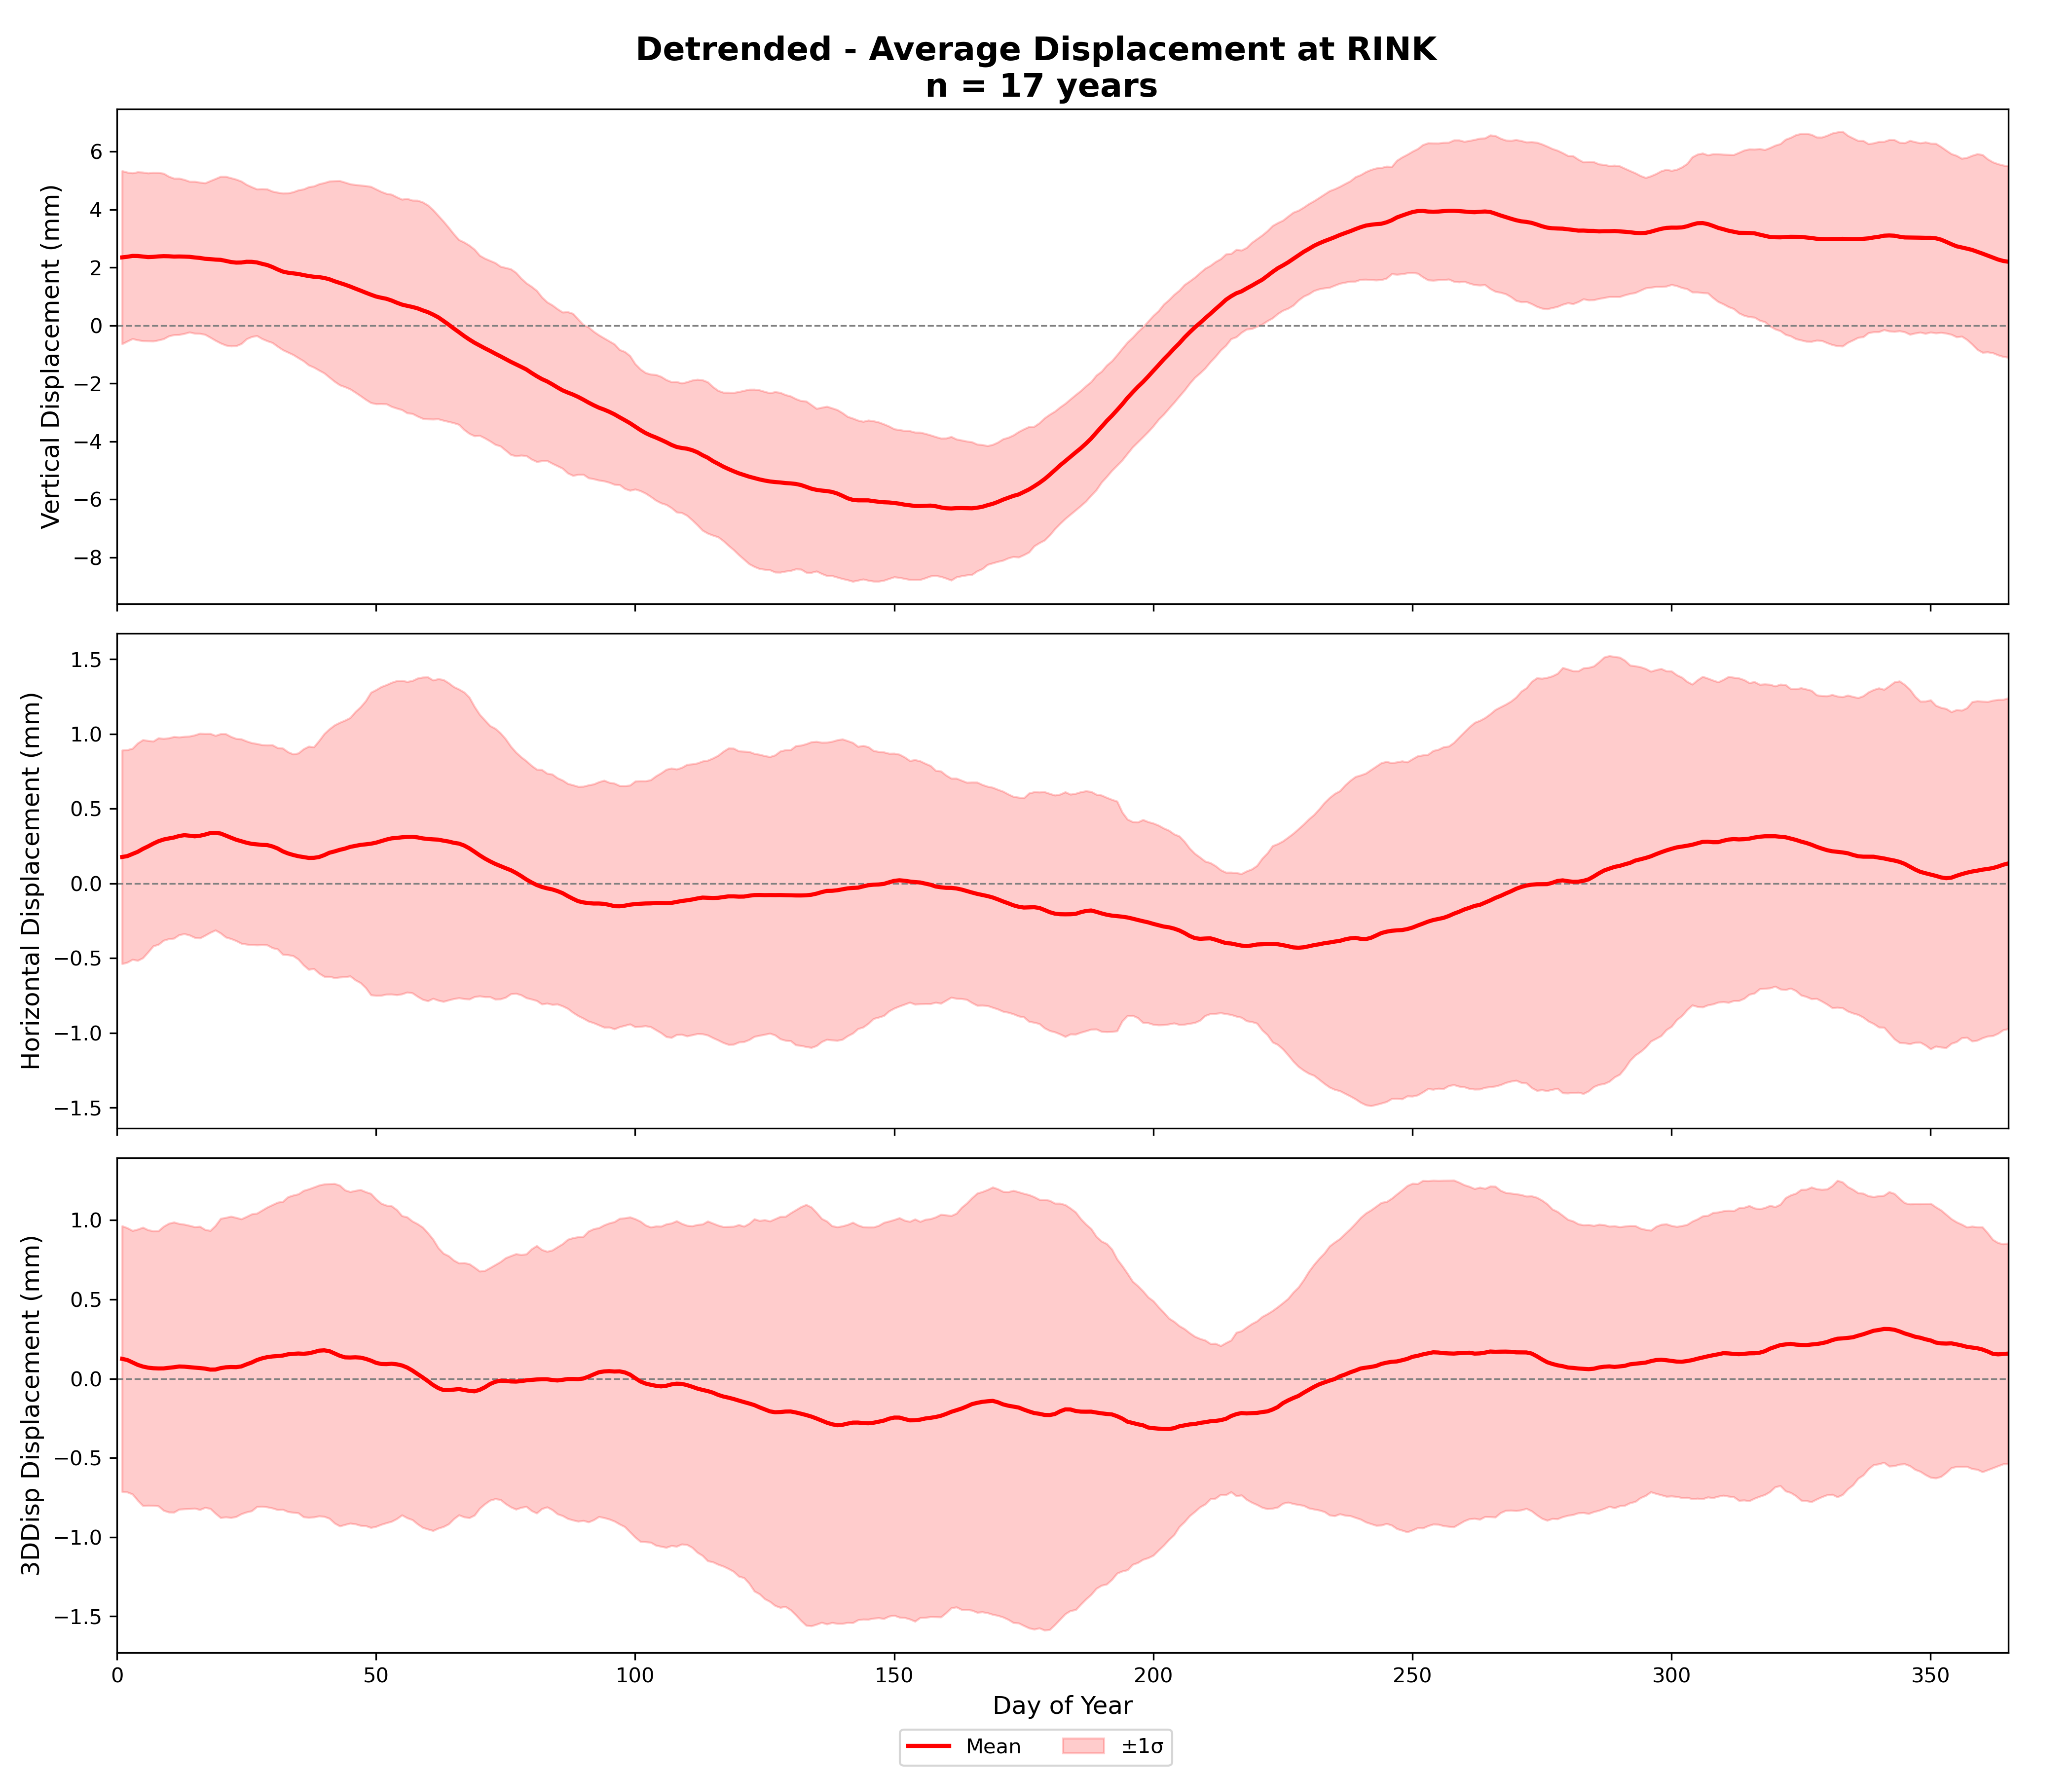 Detrended - Average Displacement at RINK
n = 17 years
Vertical Displacement (mm)
6
4
2
0
−2
−4
−6
−8
Horizontal Displacement (mm)
1.5
1.0
0.5
0.0
−0.5
−1.0
−1.5
3DDisp Displacement (mm)
1.0
0.5
0.0
−0.5
−1.0
−1.5
0 50 100 150 200 250 300 350
Day of Year
Mean ±1σ